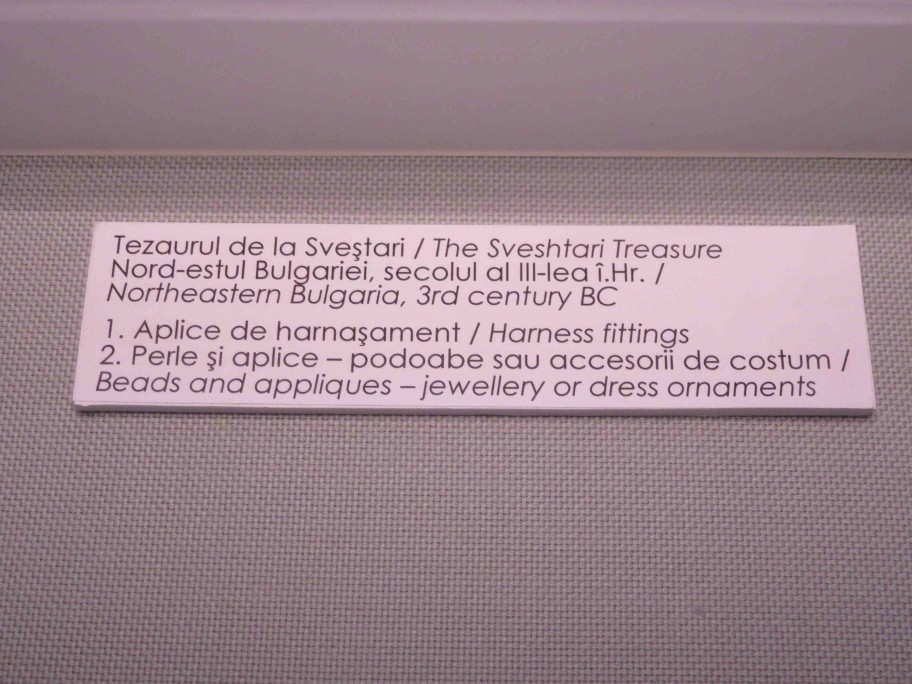 Tezaurul de la Sveştari / The Sveshtari Treasure
Nord-estul Bulgariei, secolul al III-lea î.Hr. /
Northeastern Bulgaria, 3rd century BC
1. Aplice de harnaşament / Harness fittings
2. Perle şi aplice – podoabe sau accesorii de costum /
Beads and appliques – jewellery or dress ornaments